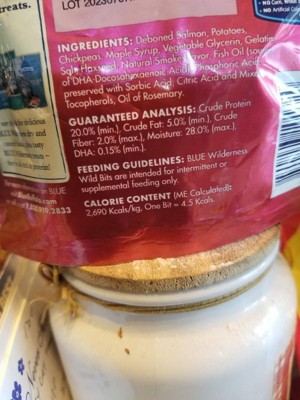 treats.
LOT
INGREDIENTS: Deboned Salmon, Potatoes,
Chickpeas, Maple Syrup, Vegetable Glycerin, Gelatin,
Salt, Flaxseed, Natural Smoke Flavor, Fish Oil
of DHA-Docosahexaenoic Acid), Phosphoric Acid,
preserved with Sorbic Acid, Citric Acid and Mixed
Tocopherols, Oil of Rosemary.
GUARANTEED ANALYSIS: Crude Protein
20.0% (min.), Crude Fat: 5.0% (min.), Crude
Fiber: 2.0% (max.), Moisture: 28.0% (max.),
DHA: 0.15% (min.).
FEEDING GUIDELINES: BLUE Wilderness
Wild Bits are intended for intermittent or
supplemental feeding only.
CALORIE CONTENT (ME Calculated):
2,690 Kcals/kg, One Bit = 4.5 Kcals.
BLUE
2833